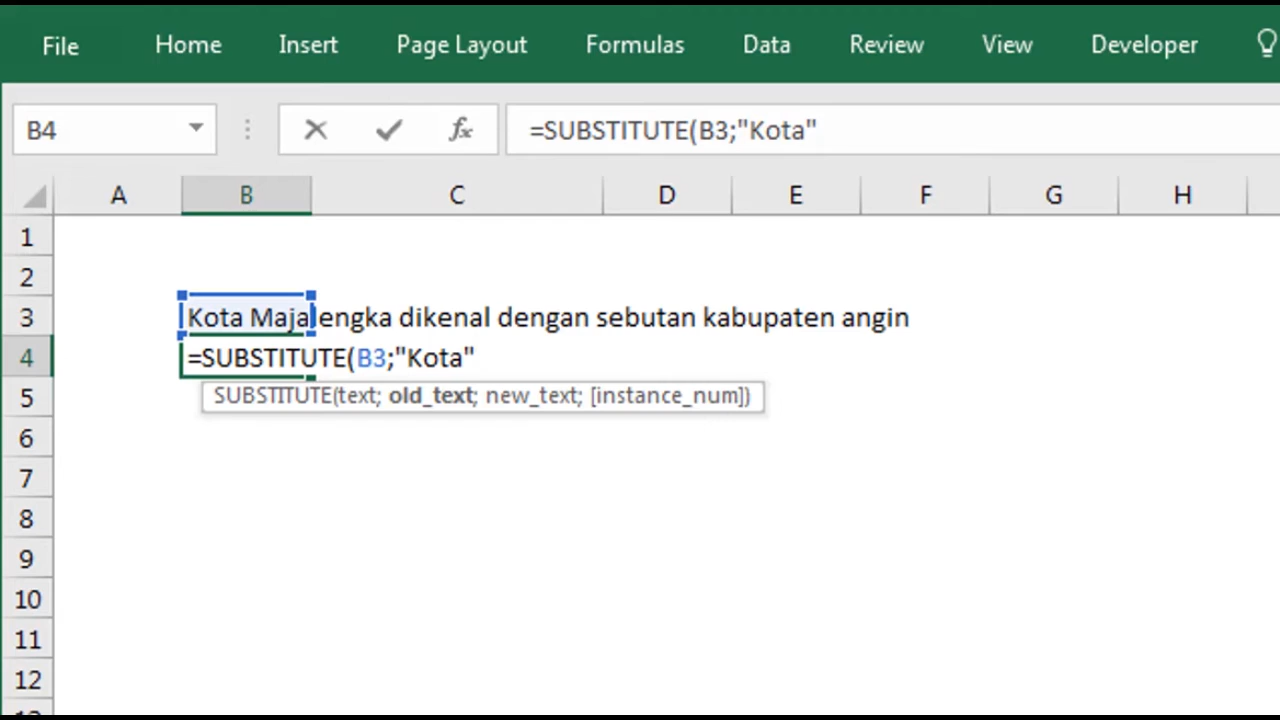 File Home Insert Page Layout Formulas Data Review View Developer
B4 fx =SUBSTITUTE(B3;"Kota"
A B C D E F G H
1
2
3 Kota Majalengka dikenal dengan sebutan kabupaten angin
4 =SUBSTITUTE(B3;"Kota"
5 SUBSTITUTE(text; old_text; new_text; [instance_num])
6
7
8
9
10
11
12